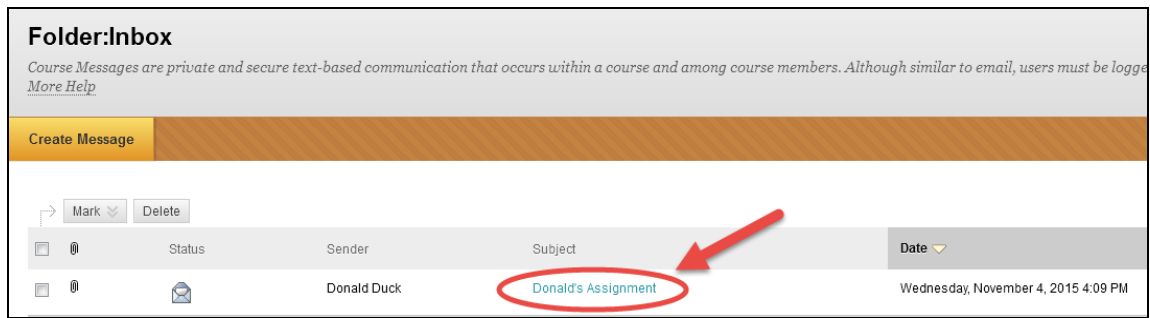 Folder:Inbox
Course Messages are private and secure text-based communication that occurs within a course and among course members. Although similar to email, users must be logge
More Help
Create Message
Mark Delete
Status Sender Subject Date
Donald Duck Donald's Assignment Wednesday, November 4, 2015 4:09 PM